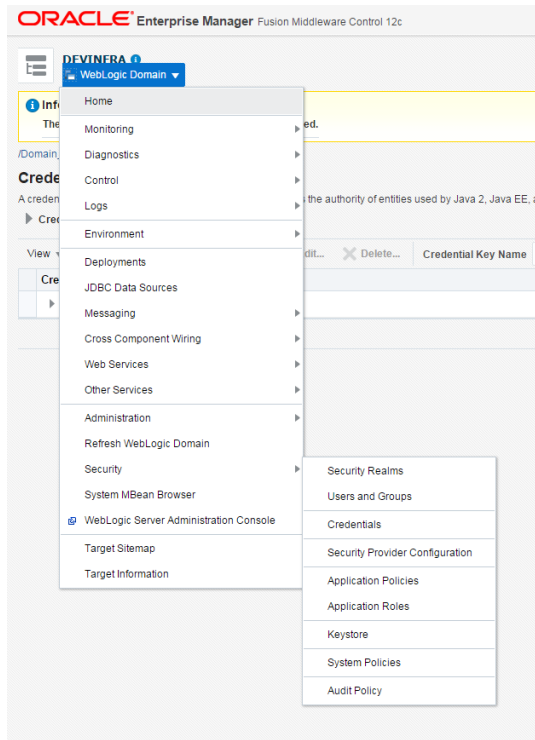 ORACLE® Enterprise Manager Fusion Middleware Control 12c
DEVINERA
WebLogic Domain
Home
Inf
The
ed.
Monitoring
Diagnostics
/Domain_
Control
Crede
A creden
s the authority of entities used by Java 2, Java EE, a
Logs
Cred
Environment
View
dit...
Delete...
Credential Key Name
Deployments
Cre
JDBC Data Sources
Messaging
Cross Component Wiring
Web Services
Other Services
Administration
Refresh WebLogic Domain
Security
System MBean Browser
WebLogic Server Administration Console
Target Sitemap
Target Information
Security Realms
Users and Groups
Credentials
Security Provider Configuration
Application Policies
Application Roles
Keystore
System Policies
Audit Policy